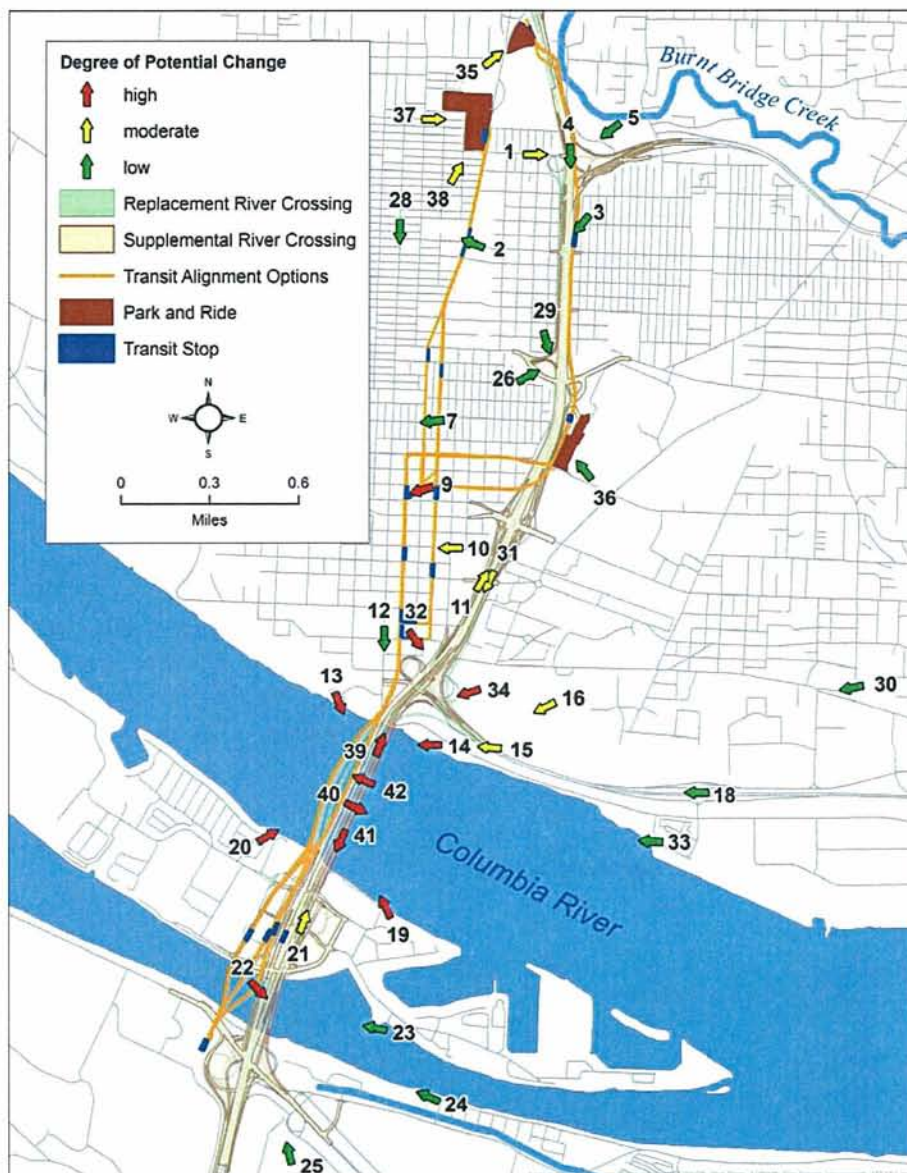 Degree of Potential Change
high
moderate
low
Replacement River Crossing
Supplemental River Crossing
Transit Alignment Options
Park and Ride
Transit Stop
N
W E
S
0 0.3 0.6
Miles
Burnt Bridge Creek
35
37
4
5
1
38
28
3
2
29
26
7
9
36
10
31
11
12
32
13
34
16
30
39
14
15
42
18
40
41
20
33
Columbia River
19
21
22
23
24
25